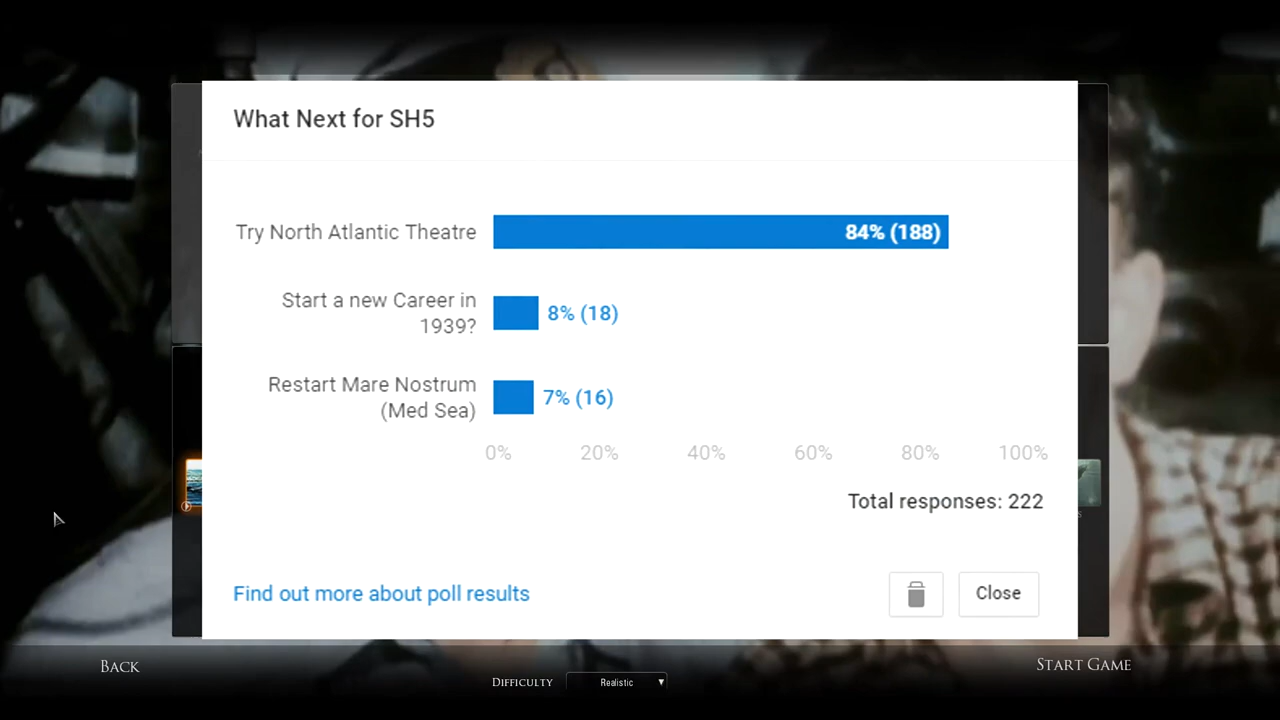 What Next for SH5
Try North Atlantic Theatre
84% (188)
Start a new Career in
1939?
8% (18)
Restart Mare Nostrum
(Med Sea)
7% (16)
0% 20% 40% 60% 80% 100%
Total responses: 222
Find out more about poll results
Close
BACK
START GAME
DIFFICULTY
Realistic